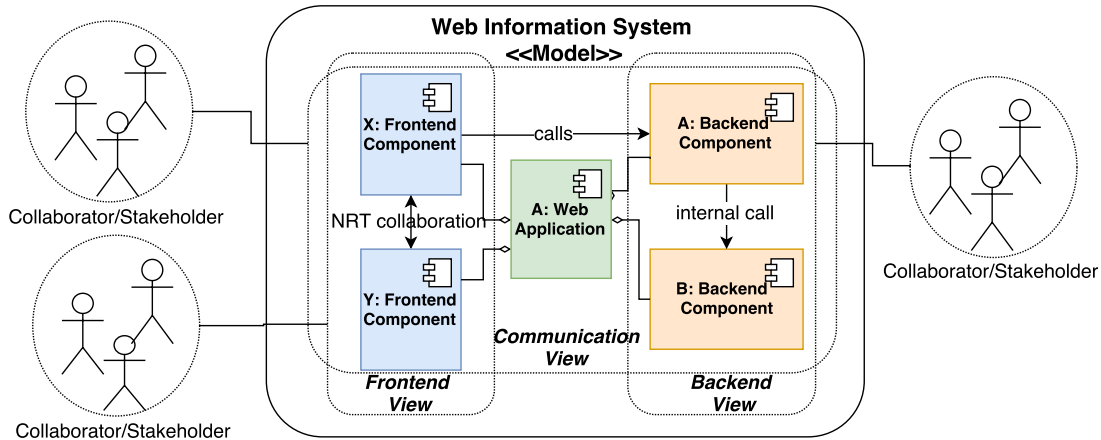 Web Information System
<<Model>>
X: Frontend
Component
calls
A: Backend
Component
Collaborator/Stakeholder
NRT collaboration
A: Web
Application
internal call
Collaborator/Stakeholder
Y: Frontend
Component
B: Backend
Component
Communication
View
Frontend
View
Backend
View
Collaborator/Stakeholder